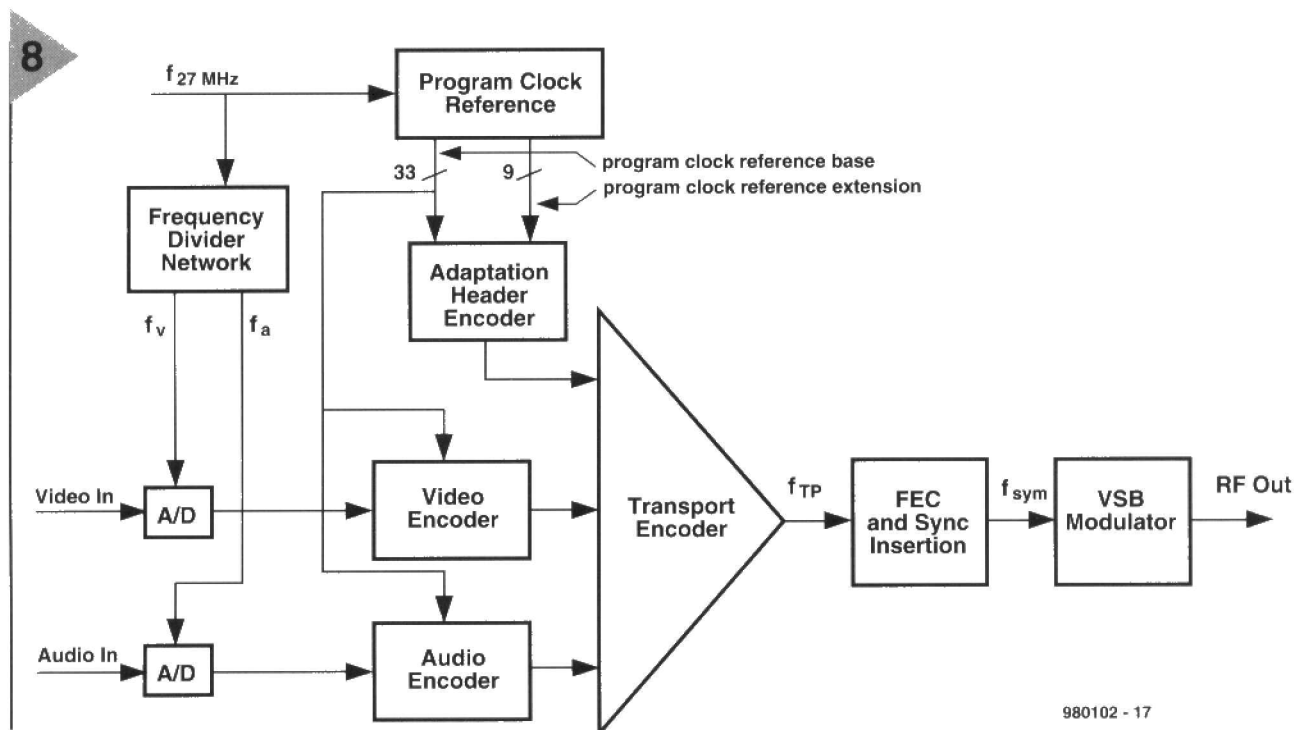 8
f 27 MHz
Program Clock
Reference
33
9
program clock reference base
program clock reference extension
Frequency
Divider
Network
Adaptation
Header
Encoder
f v
f a
Video In
A/D
Video
Encoder
Transport
Encoder
f TP
FEC
and Sync
Insertion
f sym
VSB
Modulator
RF Out
Audio In
A/D
Audio
Encoder
980102 - 17